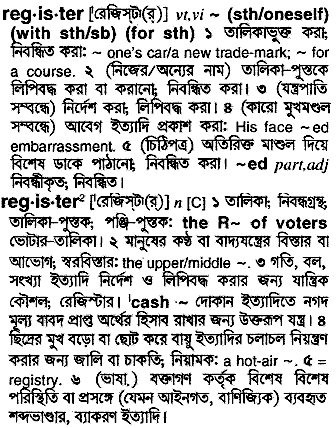 reg·is·ter ['রেজিস্টা(র্)] vt,vi ~ (sth/oneself)
(with sth/sb) (for sth) ১ তালিকাভুক্ত করা;
নিবন্ধিত করা: ~ one's car/a new trade-mark; ~ for
a course. ২ (নিজের/অন্যের নাম) তালিকা-পুস্তকে
লিপিবদ্ধ করা বা করানো; নিবন্ধিত করা। ৩ (যন্ত্রপাতি
সম্বন্ধে) নির্দেশ করা; লিপিবদ্ধ করা। ৪ (কারো মুখমণ্ডল
সম্বন্ধে) আবেগ ইত্যাদি প্রকাশ করা: His face ~ed
embarrassment. ৫ (চিঠিপত্র) অতিরিক্ত মাশুল দিয়ে
বিশেষ ডাকে পাঠানো; নিবন্ধিত করা। ~ed part,adj
নিবন্ধীকৃত; নিবন্ধিত।
reg·is·ter² ['রেজিস্টা(র্)] n [C] ১ তালিকা; নিবন্ধগ্রন্থ;
তালিকা-পুস্তক; পঞ্জি-পুস্তক: the R~ of voters
ভোটার-তালিকা। ২ মানুষের কণ্ঠ বা বাদ্যযন্ত্রের বিস্তার বা
আভোগ; স্বরবিস্তার: the upper/middle ~. ৩ গতি, বল,
সংখ্যা ইত্যাদি নির্দেশ ও লিপিবদ্ধ করার জন্য যান্ত্রিক
কৌশল; রেজিস্টার। 'cash ~ দোকান ইত্যাদিতে নগদ
মূল্য বাবদ প্রাপ্ত অর্থের হিসাব রাখার জন্য উক্তরূপ যন্ত্র। ৪
ছিদ্রের মুখ বড়ো বা ছোট করে বায়ু ইত্যাদির চলাচল নিয়ন্ত্রণ
করার জন্য জালি বা চাকতি; নিয়ামক: a hot-air ~. ৫ =
registry. ৬ (ভাষা.) বক্তাগণ কর্তৃক বিশেষ বিশেষ
পরিস্থিতি বা প্রসঙ্গে (যেমন আইনগত, বাণিজ্যিক) ব্যবহৃত
শব্দভাণ্ডার, ব্যাকরণ ইত্যাদি।